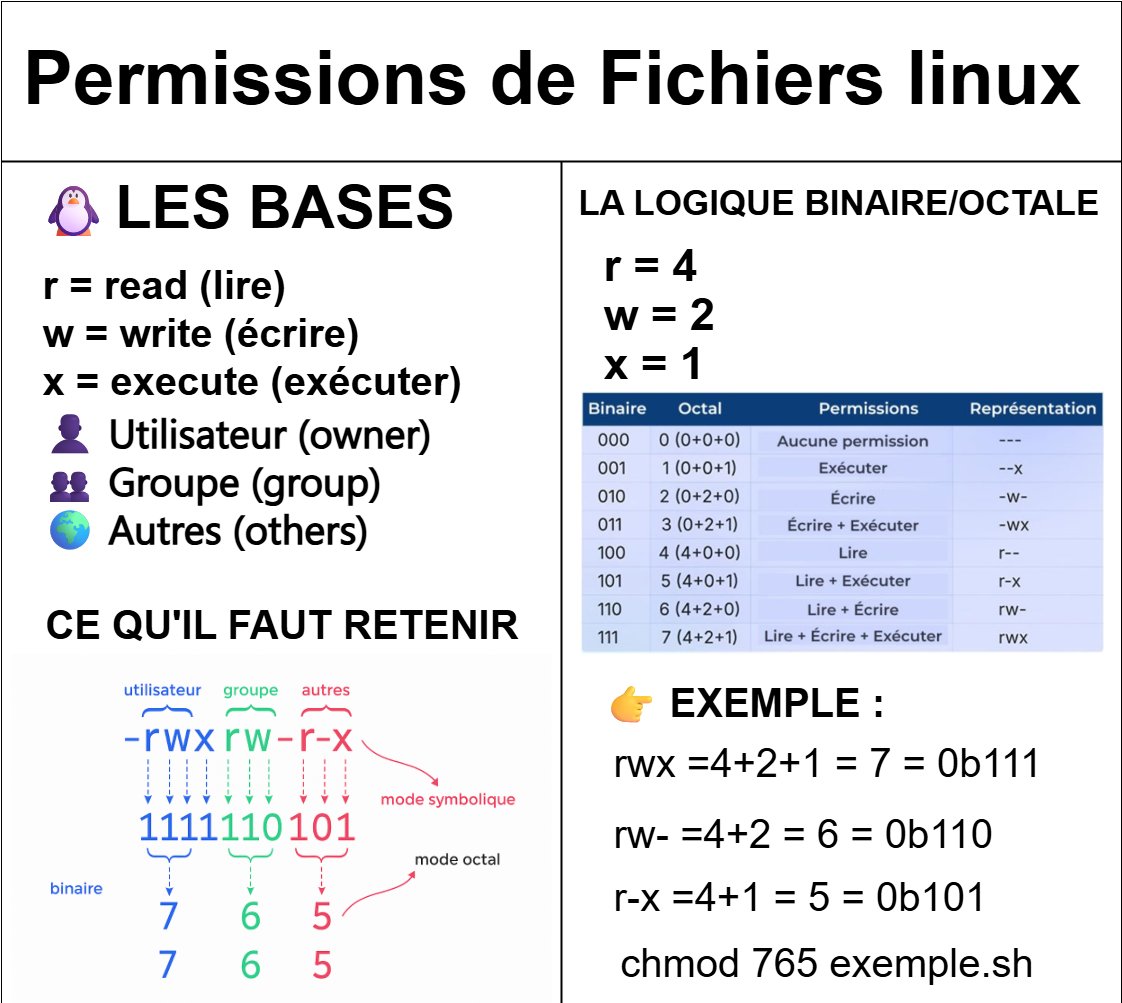 Permissions de Fichiers linux
LES BASES
r = read (lire)
w = write (écrire)
x = execute (exécuter)
Utilisateur (owner)
Groupe (group)
Autres (others)
CE QU'IL FAUT RETENIR
utilisateur groupe autres
-rwx rw-r-x
mode symbolique
1111110101
mode octal
binaire
7 6 5
7 6 5
LA LOGIQUE BINAIRE/OCTALE
r = 4
w = 2
x = 1
Binaire Octal Permissions Représentation
000 0 (0+0+0) Aucune permission ---
001 1 (0+0+1) Exécuter --x
010 2 (0+2+0) Écrire -w-
011 3 (0+2+1) Écrire + Exécuter -wx
100 4 (4+0+0) Lire r--
101 5 (4+0+1) Lire + Exécuter r-x
110 6 (4+2+0) Lire + Écrire rw-
111 7 (4+2+1) Lire + Écrire + Exécuter rwx
EXEMPLE :
rwx =4+2+1 = 7 = 0b111
rw- =4+2 = 6 = 0b110
r-x =4+1 = 5 = 0b101
chmod 765 exemple.sh